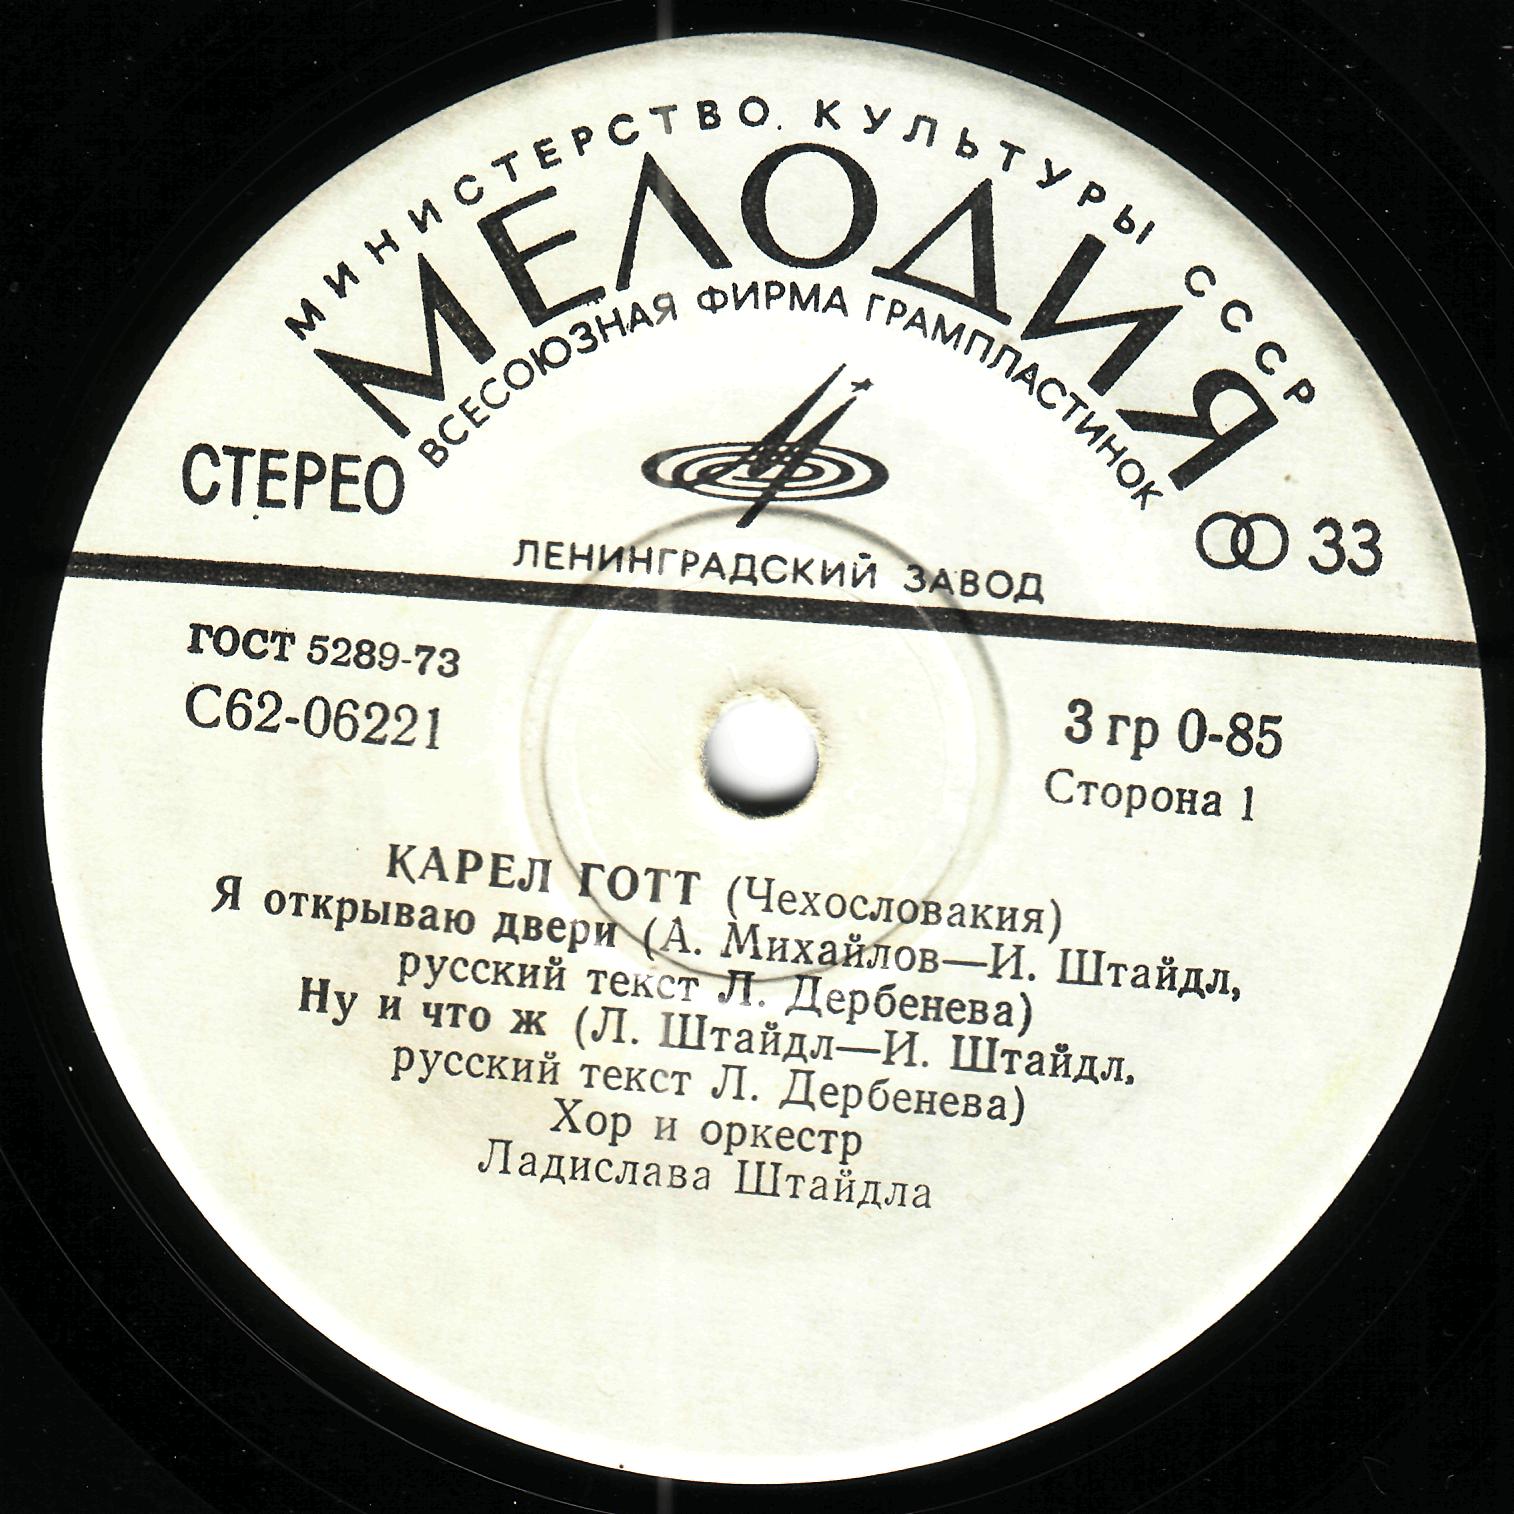 МИНИСТЕРСТВО КУЛЬТУРЫ СССР
МЕЛОДИЯ
ВСЕСОЮЗНАЯ ФИРМА ГРАМПЛАСТИНОК
СТЕРЕО
33
ЛЕНИНГРАДСКИЙ ЗАВОД
ГОСТ 5289-73
С62-06221
3 гр 0-85
Сторона 1
КАРЕЛ ГОТТ (Чехословакия)
Я открываю двери (А. Михайлов—И. Штайдл,
русский текст Л. Дербенева)
Ну и что ж (Л. Штайдл—И. Штайдл,
русский текст Л. Дербенева)
Хор и оркестр
Ладислава Штайдла